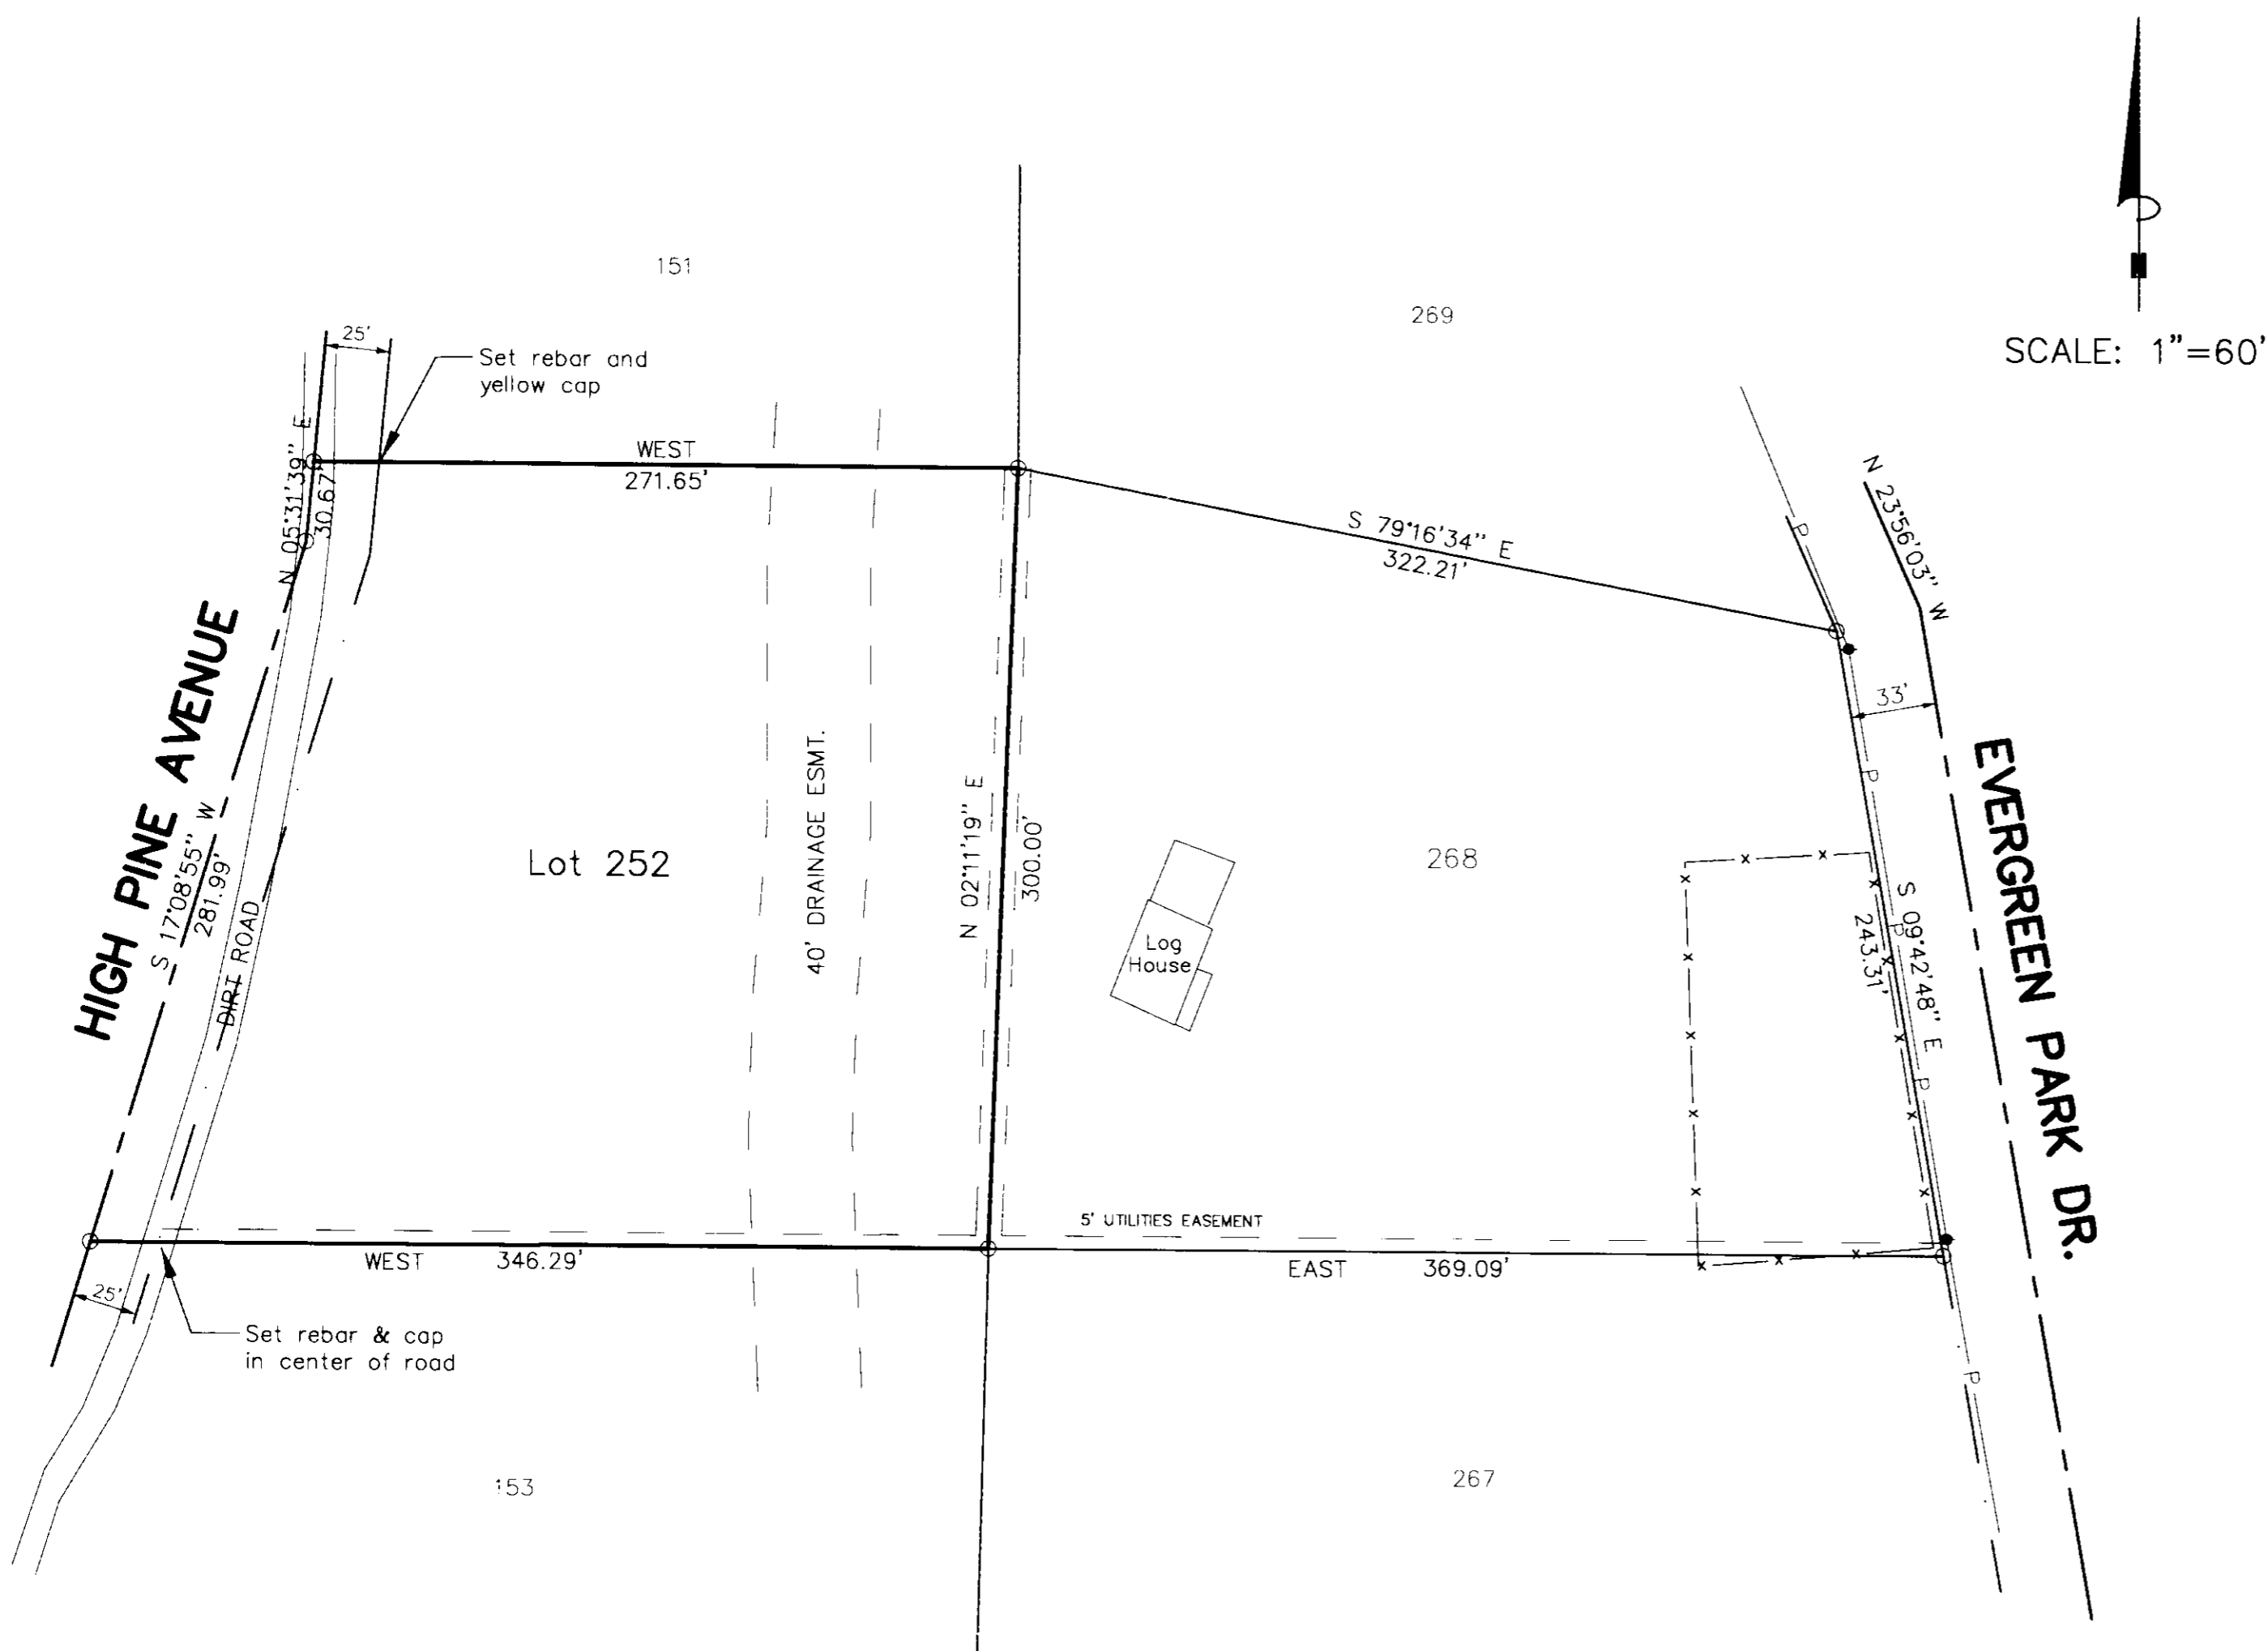 SCALE: 1"=60'
151
269
25'
Set rebar and
yellow cap
N 05°31'39" E
30.67'
WEST
271.65'
S 79°16'34" E
322.21'
N 23°56'03" W
P
33'
HIGH PINE AVENUE
S 17°08'55" W
281.99'
DIRT ROAD
Lot 252
40' DRAINAGE ESMT.
N 02°11'19" E
300.00'
Log
House
268
P
P
P
S 09°42'48" E
243.31'
EVERGREEN PARK DR.
5' UTILITIES EASEMENT
WEST 346.29'
EAST 369.09'
25'
Set rebar & cap
in center of road
P
153
267